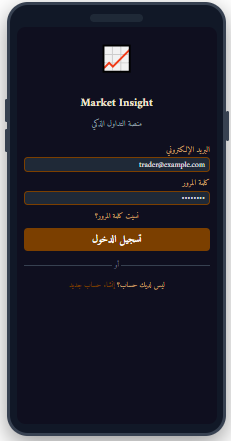 Market Insight
منصة التداول الذكي
البريد الإلكتروني
trader@example.com
كلمة المرور
••••••••
نسيت كلمة المرور؟
تسجيل الدخول
أو
ليس لديك حساب؟ إنشاء حساب جديد